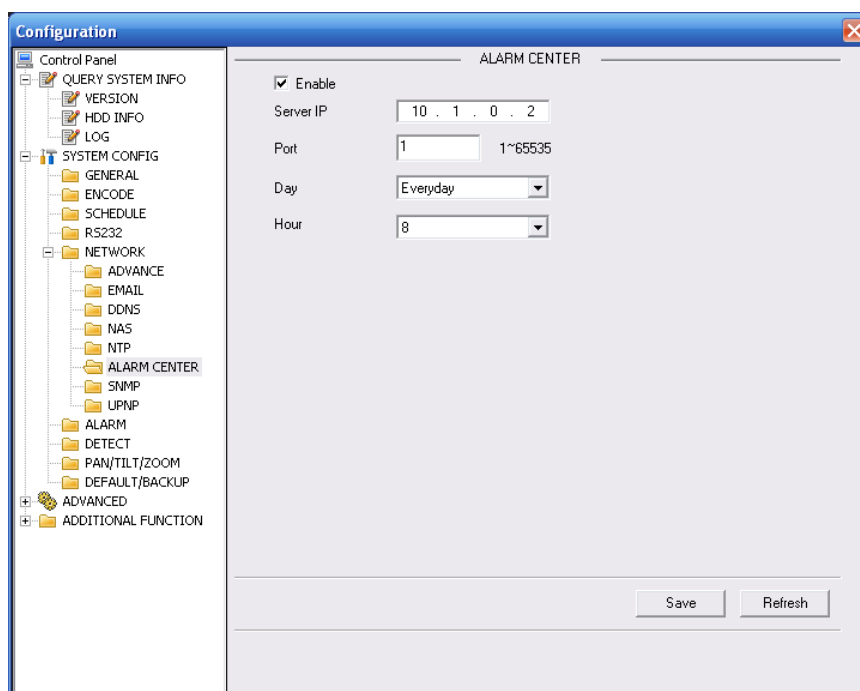 Configuration
Control Panel
QUERY SYSTEM INFO
VERSION
HDD INFO
LOG
SYSTEM CONFIG
GENERAL
ENCODE
SCHEDULE
RS232
NETWORK
ADVANCE
EMAIL
DDNS
NAS
NTP
ALARM CENTER
SNMP
UPNP
ALARM
DETECT
PAN/TILT/ZOOM
DEFAULT/BACKUP
ADVANCED
ADDITIONAL FUNCTION
ALARM CENTER
Enable
Server IP 10 . 1 . 0 . 2
Port 1 1~65535
Day Everyday
Hour 8
Save Refresh